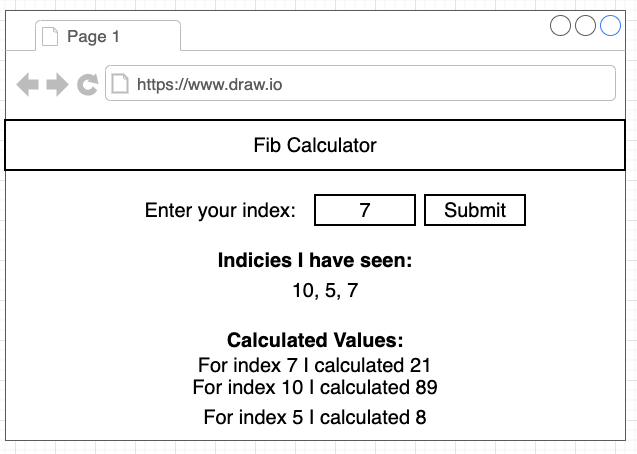 Page 1
https://www.draw.io
Fib Calculator
Enter your index: 7 Submit
Indicies I have seen:
10, 5, 7
Calculated Values:
For index 7 I calculated 21
For index 10 I calculated 89
For index 5 I calculated 8